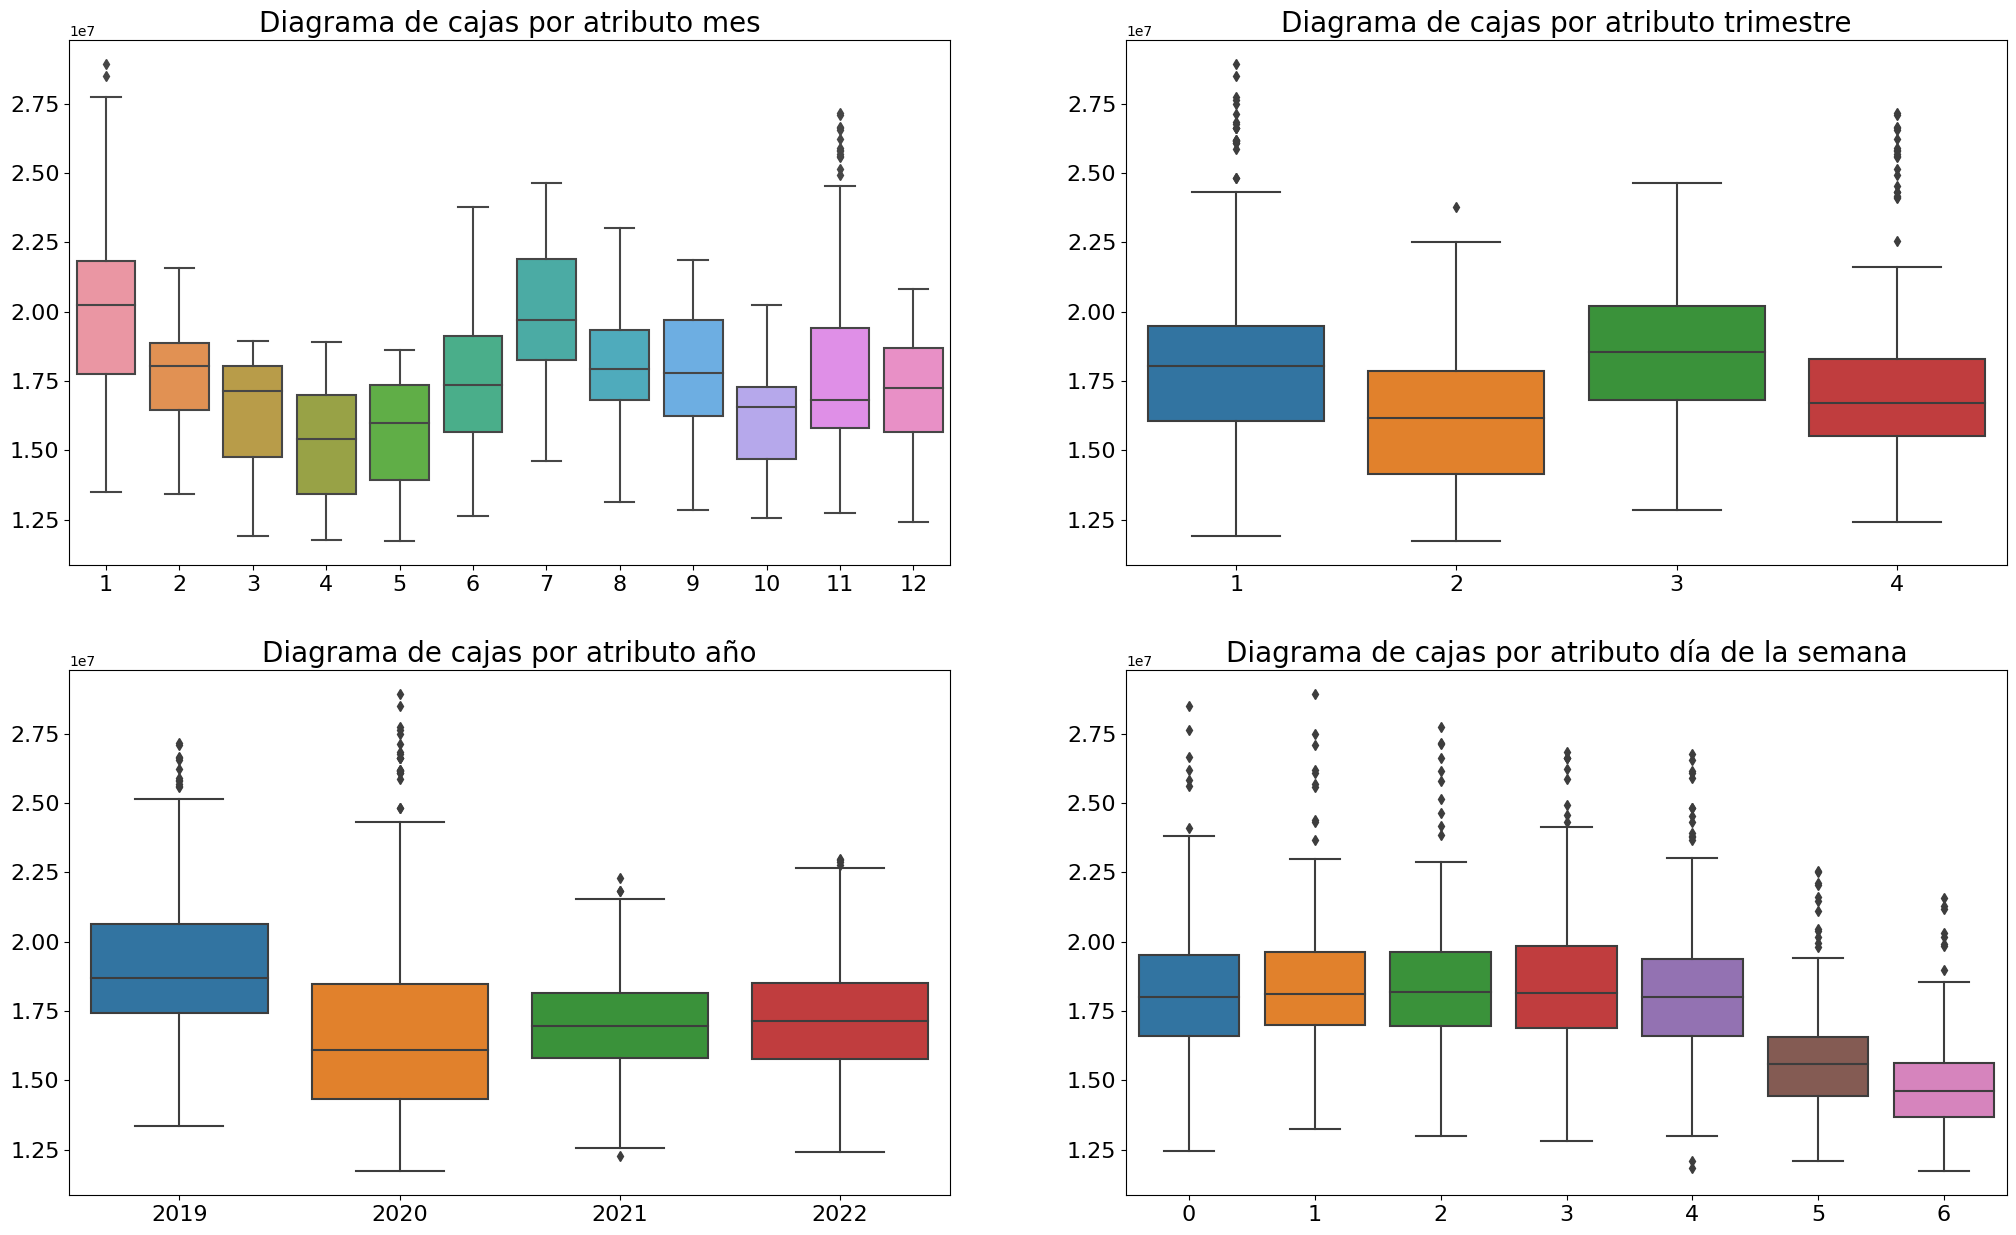 Diagrama de cajas por atributo mes
1e7
2.75
2.50
2.25
2.00
1.75
1.50
1.25
1 2 3 4 5 6 7 8 9 10 11 12
Diagrama de cajas por atributo trimestre
1e7
2.75
2.50
2.25
2.00
1.75
1.50
1.25
1 2 3 4
Diagrama de cajas por atributo año
1e7
2.75
2.50
2.25
2.00
1.75
1.50
1.25
2019 2020 2021 2022
Diagrama de cajas por atributo día de la semana
1e7
2.75
2.50
2.25
2.00
1.75
1.50
1.25
0 1 2 3 4 5 6